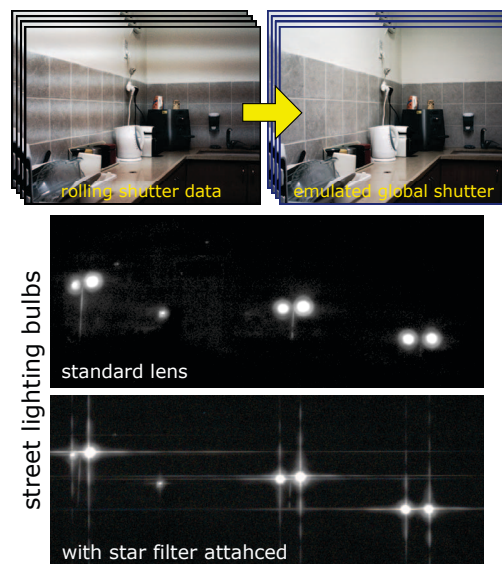 rolling shutter data
emulated global shutter
street lighting bulbs
standard lens
with star filter attahced